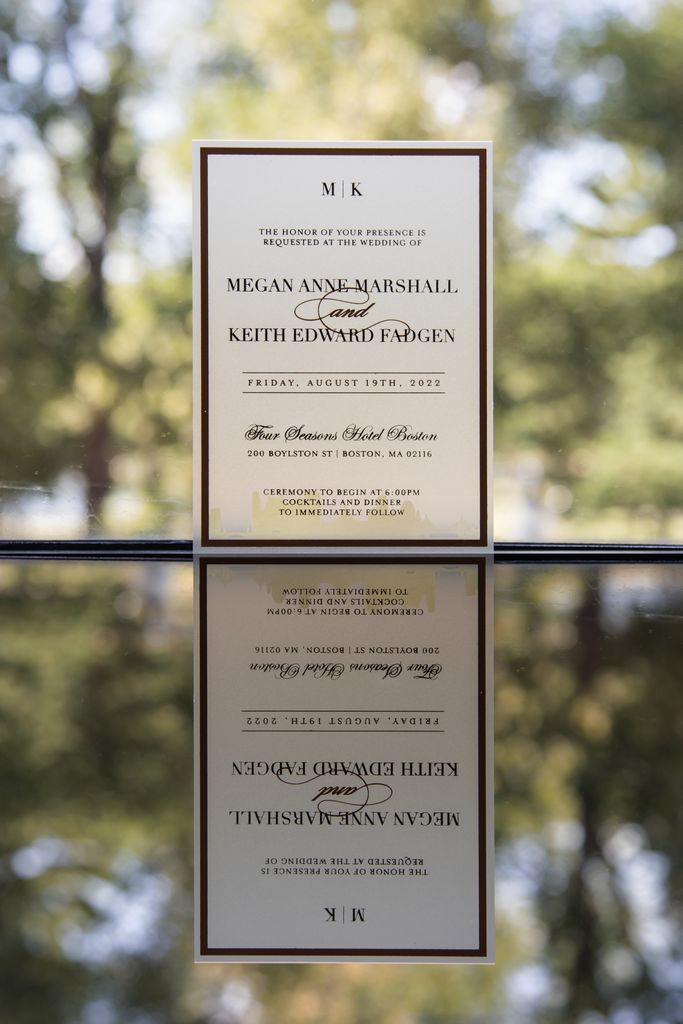 M | K
THE HONOR OF YOUR PRESENCE IS
REQUESTED AT THE WEDDING OF
MEGAN ANNE MARSHALL
and
KEITH EDWARD FADGEN
FRIDAY, AUGUST 19TH, 2022
Four Seasons Hotel Boston
200 BOYLSTON ST | BOSTON, MA 02116
CEREMONY TO BEGIN AT 6:00PM
COCKTAILS AND DINNER
TO IMMEDIATELY FOLLOW